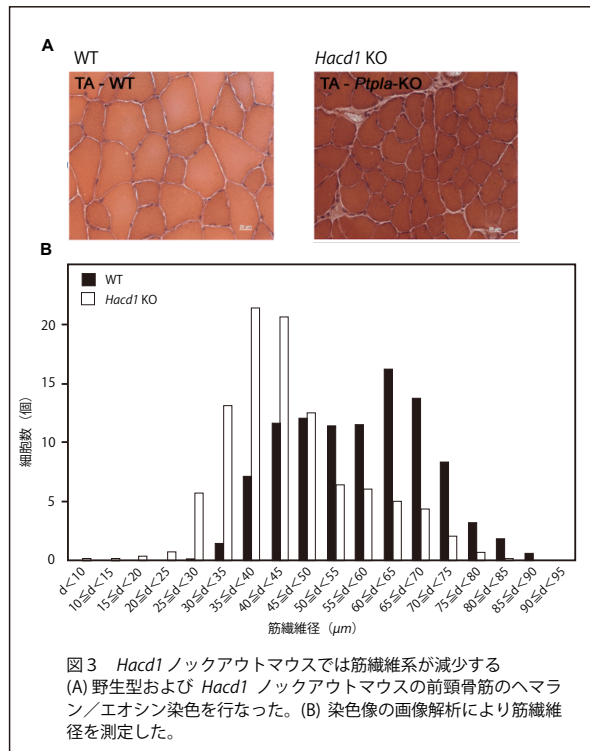 A
WT
Hacd1 KO
TA - WT
TA - Ptpla-KO
B
WT
Hacd1 KO
細胞数（個）
20
15
10
5
0
d<10
10≦d<15
15≦d<20
20≦d<25
25≦d<30
30≦d<35
35≦d<40
40≦d<45
45≦d<50
50≦d<55
55≦d<60
60≦d<65
65≦d<70
70≦d<75
75≦d<80
80≦d<85
85≦d<90
90≦d<95
筋繊維径（μm）
図３　Hacd1 ノックアウトマウスでは筋繊維系が減少する
(A) 野生型および Hacd1 ノックアウトマウスの前頸骨筋のヘマラ
ン／エオシン染色を行なった。(B) 染色像の画像解析により筋繊維
径を測定した。